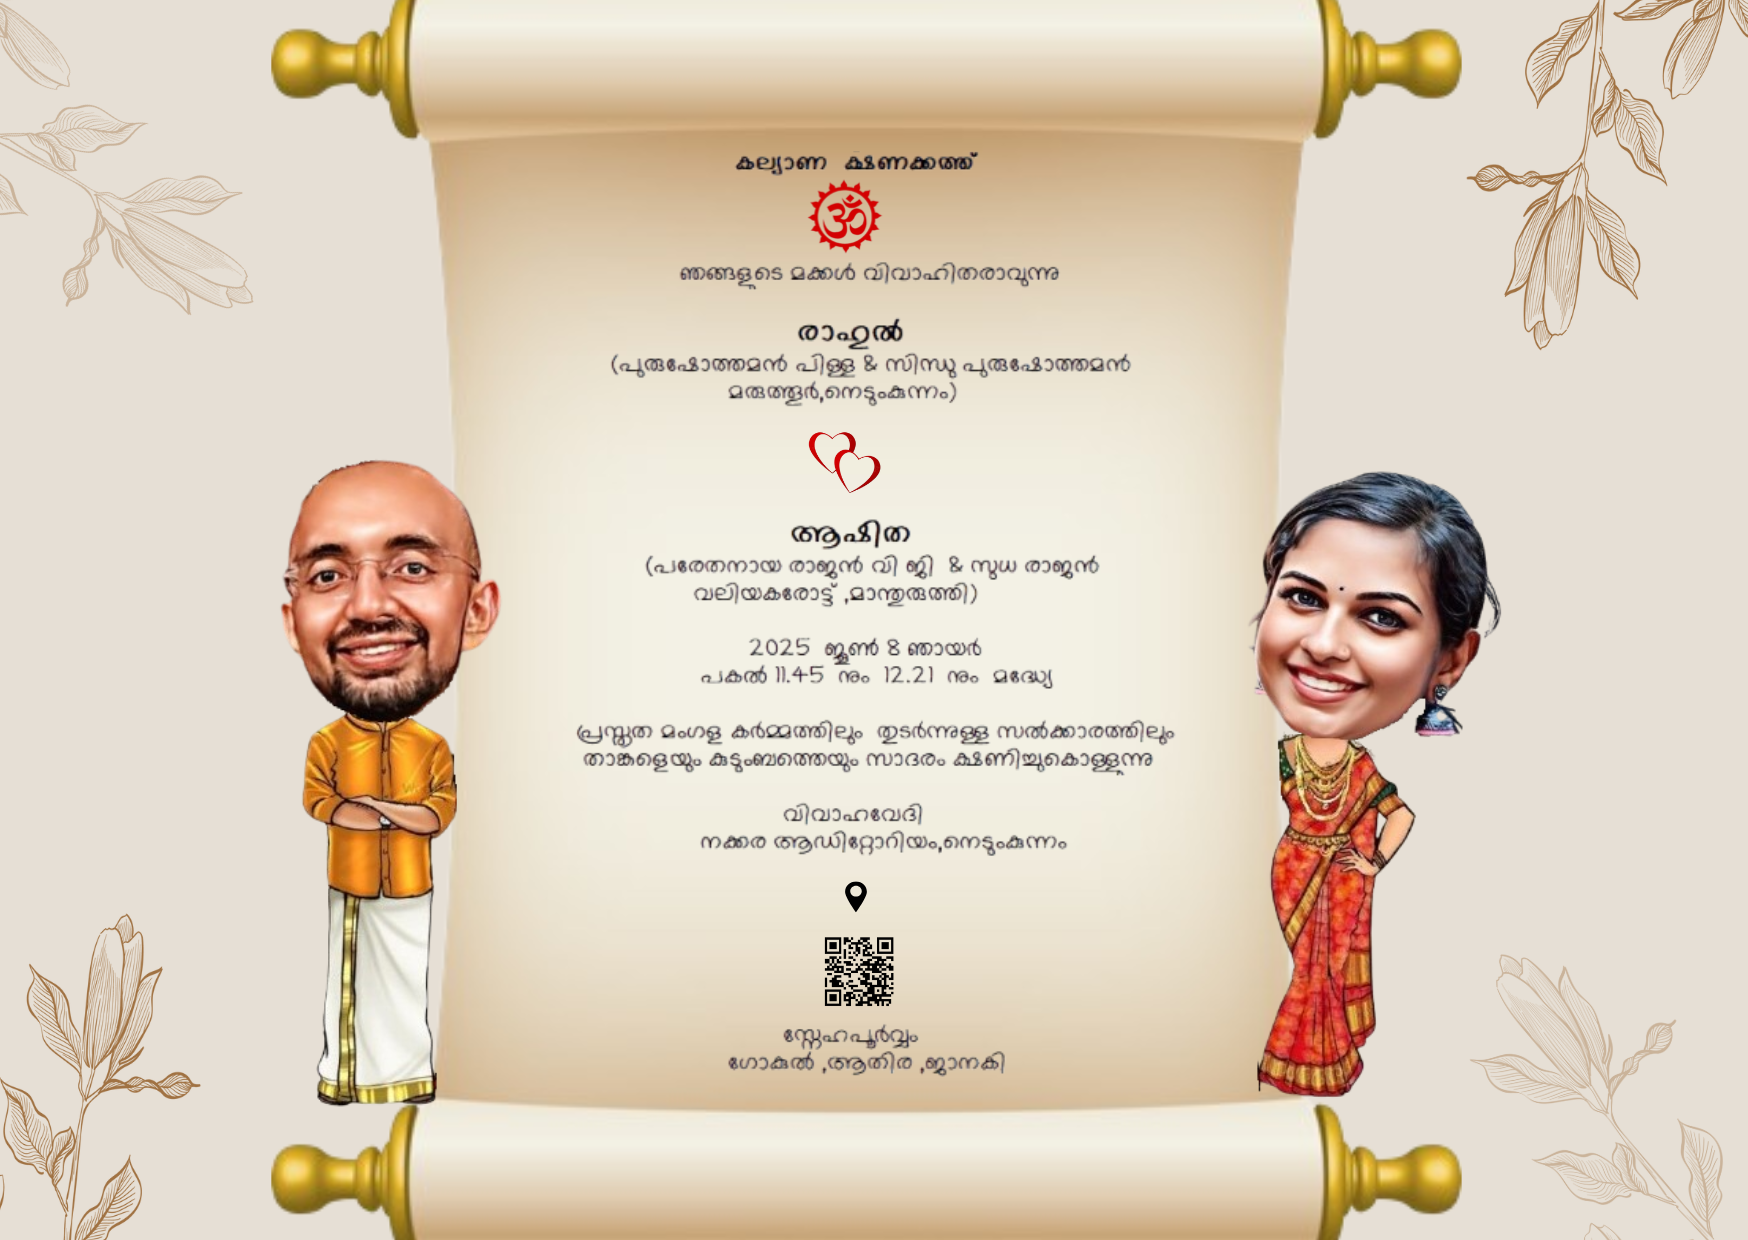 കല്യാണ ക്ഷണക്കത്ത്
ॐ
ഞങ്ങളുടെ മക്കൾ വിവാഹിതരാവുന്നു
രാഹുൽ
(പുരുഷോത്തമൻ പിള്ള & സിന്ധു പുരുഷോത്തമൻ
മരുത്തൂർ,നെടുംകുന്നം)
ആഷിത
(പരേതനായ രാജൻ വി ജി & സുധ രാജൻ
വലിയകരോട്ട് ,മാന്തുരുത്തി)
2025 ജൂൺ 8 ഞായർ
പകൽ 11.45 നും 12.21 നും മദ്ധ്യേ
പ്രസ്തുത മംഗള കർമ്മത്തിലും തുടർന്നുള്ള സൽക്കാരത്തിലും
താങ്കളെയും കുടുംബത്തെയും സാദരം ക്ഷണിച്ചുകൊള്ളുന്നു
വിവാഹവേദി
നക്കര ആഡിറ്റോറിയം,നെടുംകുന്നം
സ്നേഹപൂർവ്വം
ഗോകുൽ ,ആതിര ,ജാനകി